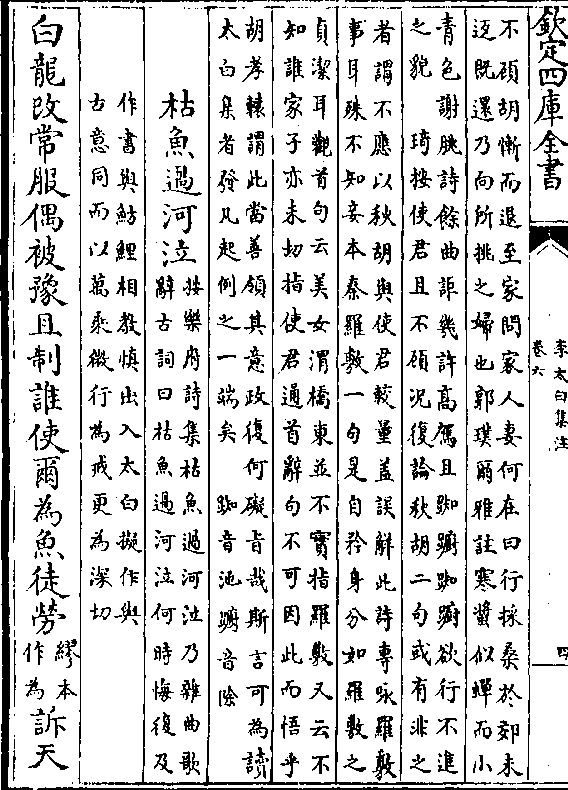 欽定四庫全書
李太白集注
卷六
四
不頋胡慚而退至家問家人妻何在曰行採桑於郊未
返既還乃向所挑之婦也郭璞爾雅註寒螿似蟬而小
青色謝朓詩餘曲詎幾許高駕且踟躕踟躕欲行不進
之貌　琦按使君且不頋況復論秋胡二句或有非之
者謂不應以秋胡與使君較量盖誤解此詩專咏羅敷
事耳殊不知妾本秦羅敷一句是自矜身分如羅敷之
貞潔耳觀首句云美女渭橋東並不實指羅敷又云不
知誰家子亦未切指使君通首辭句不可因此而悟乎
胡孝轅謂此當善領其意政復何礙旨哉斯言可為讀
太白集者發凡起例之一端矣　踟音池躕音除
枯魚過河泣
按樂府詩集枯魚過河泣乃雜曲歌
辭古詞曰枯魚過河泣何時悔復及
作書與魴鯉相教慎出入太白擬作與
古意同而以萬乘微行為戒更為深切
白龍改常服偶被豫且制誰使爾為魚徒勞
繆本
作為
訴天